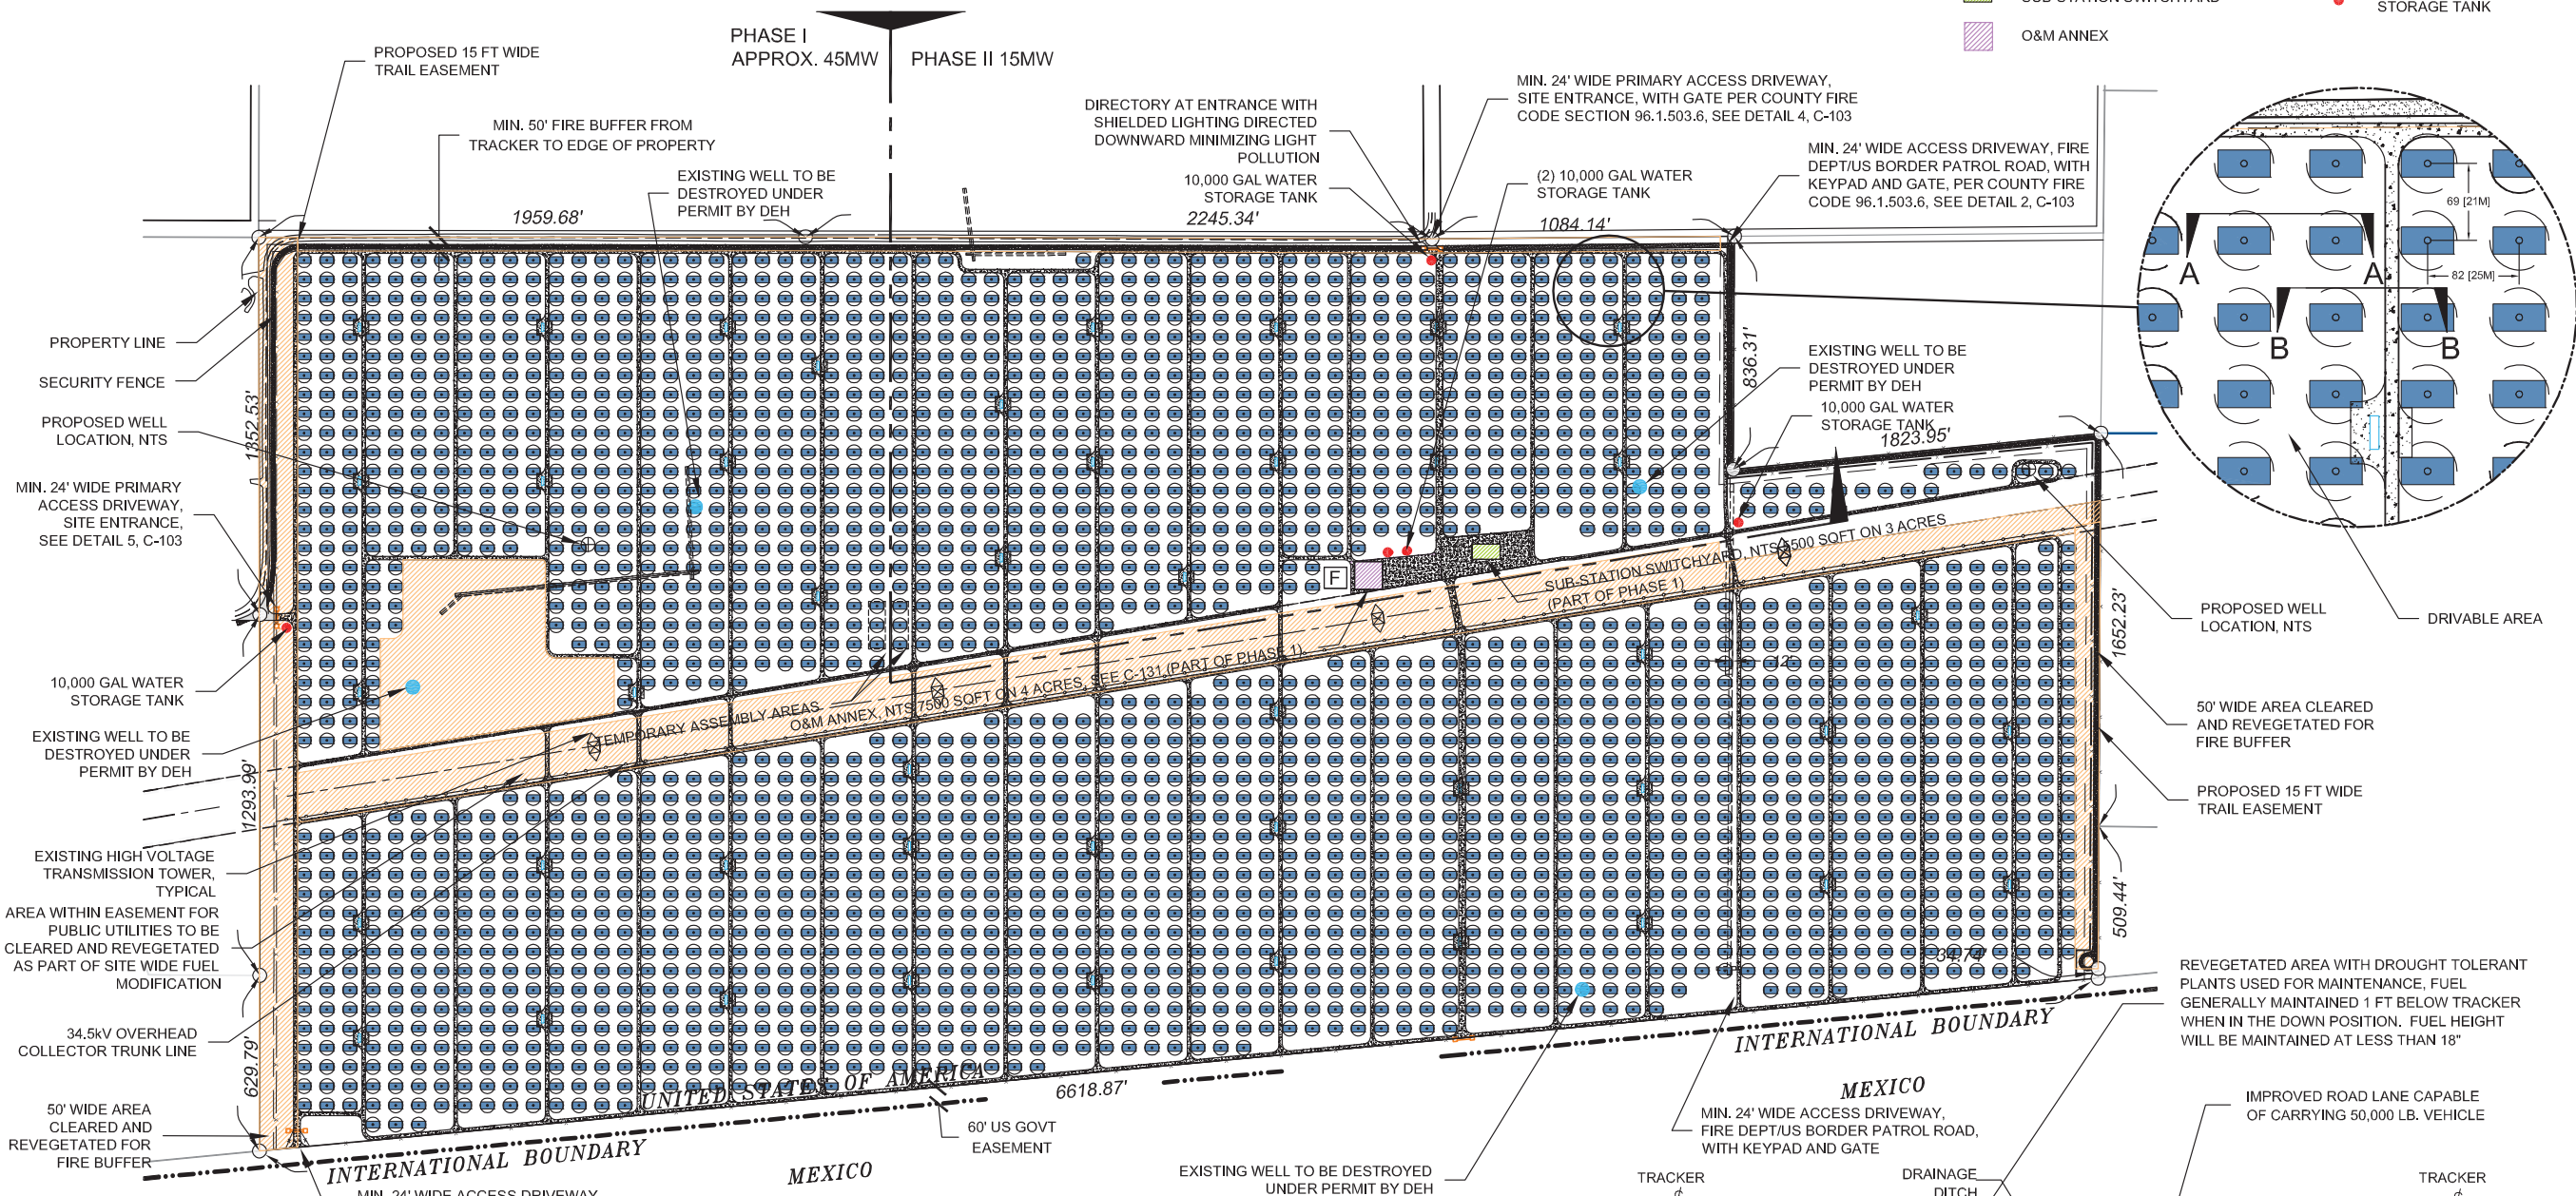 SUB-STATION SWITCHYARD
STORAGE TANK
O&M ANNEX
PHASE I
APPROX. 45MW
PHASE II 15MW
PROPOSED 15 FT WIDE
TRAIL EASEMENT
MIN. 50' FIRE BUFFER FROM
TRACKER TO EDGE OF PROPERTY
EXISTING WELL TO BE
DESTROYED UNDER
PERMIT BY DEH
DIRECTORY AT ENTRANCE WITH
SHIELDED LIGHTING DIRECTED
DOWNWARD MINIMIZING LIGHT
POLLUTION
10,000 GAL WATER
STORAGE TANK
MIN. 24' WIDE PRIMARY ACCESS DRIVEWAY,
SITE ENTRANCE, WITH GATE PER COUNTY FIRE
CODE SECTION 96.1.503.6, SEE DETAIL 4, C-103
(2) 10,000 GAL WATER
STORAGE TANK
MIN. 24' WIDE ACCESS DRIVEWAY, FIRE
DEPT/US BORDER PATROL ROAD, WITH
KEYPAD AND GATE, PER COUNTY FIRE
CODE 96.1.503.6, SEE DETAIL 2, C-103
1959.68'
2245.34'
1084.14'
69 [21M]
82 [25M]
A
A
B
B
PROPERTY LINE
SECURITY FENCE
PROPOSED WELL
LOCATION, NTS
1352.53'
MIN. 24' WIDE PRIMARY
ACCESS DRIVEWAY,
SITE ENTRANCE,
SEE DETAIL 5, C-103
10,000 GAL WATER
STORAGE TANK
EXISTING WELL TO BE
DESTROYED UNDER
PERMIT BY DEH
1293.99'
EXISTING HIGH VOLTAGE
TRANSMISSION TOWER,
TYPICAL
AREA WITHIN EASEMENT FOR
PUBLIC UTILITIES TO BE
CLEARED AND REVEGETATED
AS PART OF SITE WIDE FUEL
MODIFICATION
34.5kV OVERHEAD
COLLECTOR TRUNK LINE
629.79'
50' WIDE AREA
CLEARED AND
REVEGETATED FOR
FIRE BUFFER
836.31'
EXISTING WELL TO BE
DESTROYED UNDER
PERMIT BY DEH
10,000 GAL WATER
STORAGE TANK
1823.95'
F
SUB-STATION SWITCHYARD, NTS 6500 SQFT ON 3 ACRES
(PART OF PHASE 1)
TEMPORARY ASSEMBLY AREAS
O&M ANNEX, NTS 7500 SQFT ON 4 ACRES, SEE C-131 (PART OF PHASE 1)
12'
1652.23'
PROPOSED WELL
LOCATION, NTS
DRIVABLE AREA
50' WIDE AREA CLEARED
AND REVEGETATED FOR
FIRE BUFFER
PROPOSED 15 FT WIDE
TRAIL EASEMENT
509.44'
34.74'
REVEGETATED AREA WITH DROUGHT TOLERANT
PLANTS USED FOR MAINTENANCE, FUEL
GENERALLY MAINTAINED 1 FT BELOW TRACKER
WHEN IN THE DOWN POSITION. FUEL HEIGHT
WILL BE MAINTAINED AT LESS THAN 18"
INTERNATIONAL BOUNDARY
MEXICO
UNITED STATES OF AMERICA
6618.87'
60' US GOVT
EASEMENT
INTERNATIONAL BOUNDARY
MEXICO
MIN. 24' WIDE ACCESS DRIVEWAY,
FIRE DEPT/US BORDER PATROL ROAD,
WITH KEYPAD AND GATE
IMPROVED ROAD LANE CAPABLE
OF CARRYING 50,000 LB. VEHICLE
EXISTING WELL TO BE DESTROYED
UNDER PERMIT BY DEH
TRACKER
DRAINAGE
DITCH
TRACKER
MIN. 24' WIDE ACCESS DRIVEWAY